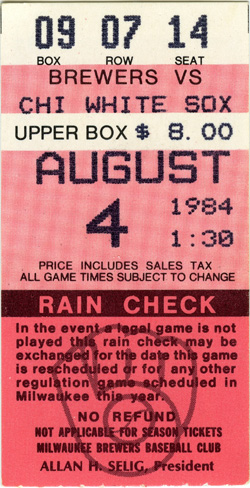 09 07 14
BOX ROW SEAT
BREWERS VS
CHI WHITE SOX
UPPER BOX $ 8.00
AUGUST
4 1984
1:30
PRICE INCLUDES SALES TAX
ALL GAME TIMES SUBJECT TO CHANGE
RAIN CHECK
In the event a legal game is not
played this rain check may be
exchanged for the date this game
is rescheduled or for any other
regulation game scheduled in
Milwaukee this year.
NO REFUND
NOT APPLICABLE FOR SEASON TICKETS
MILWAUKEE BREWERS BASEBALL CLUB
ALLAN H. SELIG, President